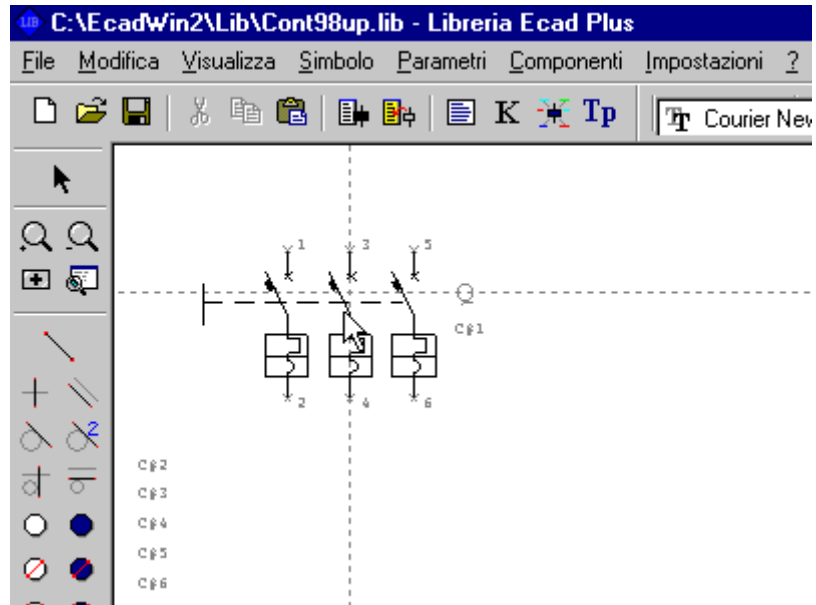 C:\EcadWin2\Lib\Cont98up.lib - Libreria Ecad Plus
File Modifica Visualizza Simbolo Parametri Componenti Impostazioni ?
K Tp Courier New
1 3 5
Q
C#1
2 4 6
2
C#2
C#3
C#4
C#5
C#6